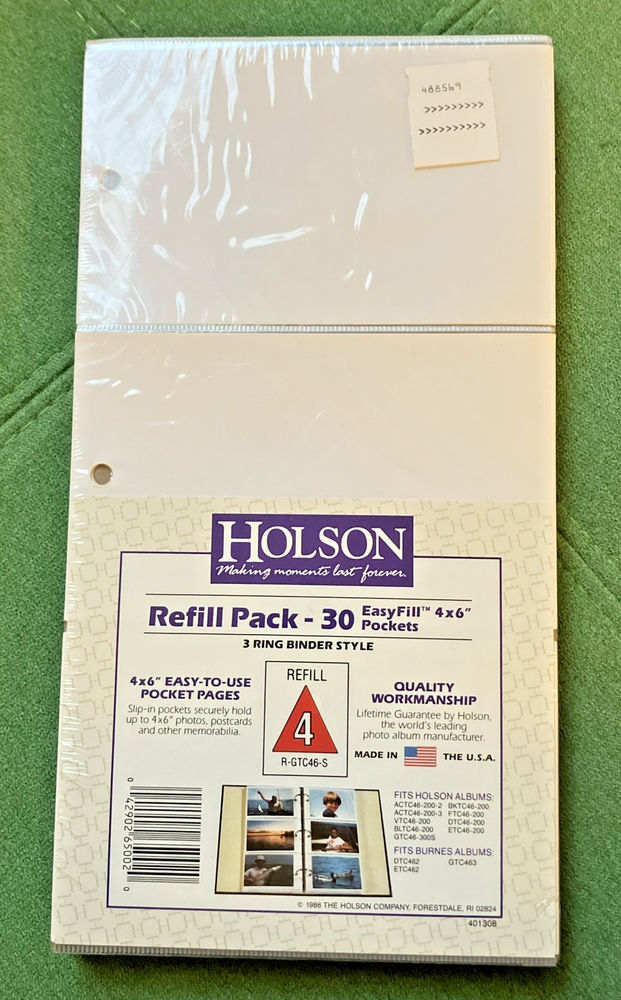 488569
>>>>>>>>>
>>>>>>>>>>
HOLSON
Making moments last forever.
Refill Pack - 30 EasyFill™ 4x6" Pockets
3 RING BINDER STYLE
4x6" EASY-TO-USE
POCKET PAGES
Slip-in pockets securely hold
up to 4x6" photos, postcards
and other memorabilia.
REFILL
4
R-GTC46-S
QUALITY
WORKMANSHIP
Lifetime Guarantee by Holson,
the world's leading
photo album manufacturer.
MADE IN THE U.S.A.
0 42902 65002 0
FITS HOLSON ALBUMS:
ACTC46-200-2 BKTC46-200
ACTC46-200-3 FTC46-200
VTC46-200 DTC46-200
BLTC46-200 ETC46-200
GTC46-300S
FITS BURNES ALBUMS:
DTC462 GTC463
ETC462
© 1988 THE HOLSON COMPANY, FORESTDALE, RI 02824
401308